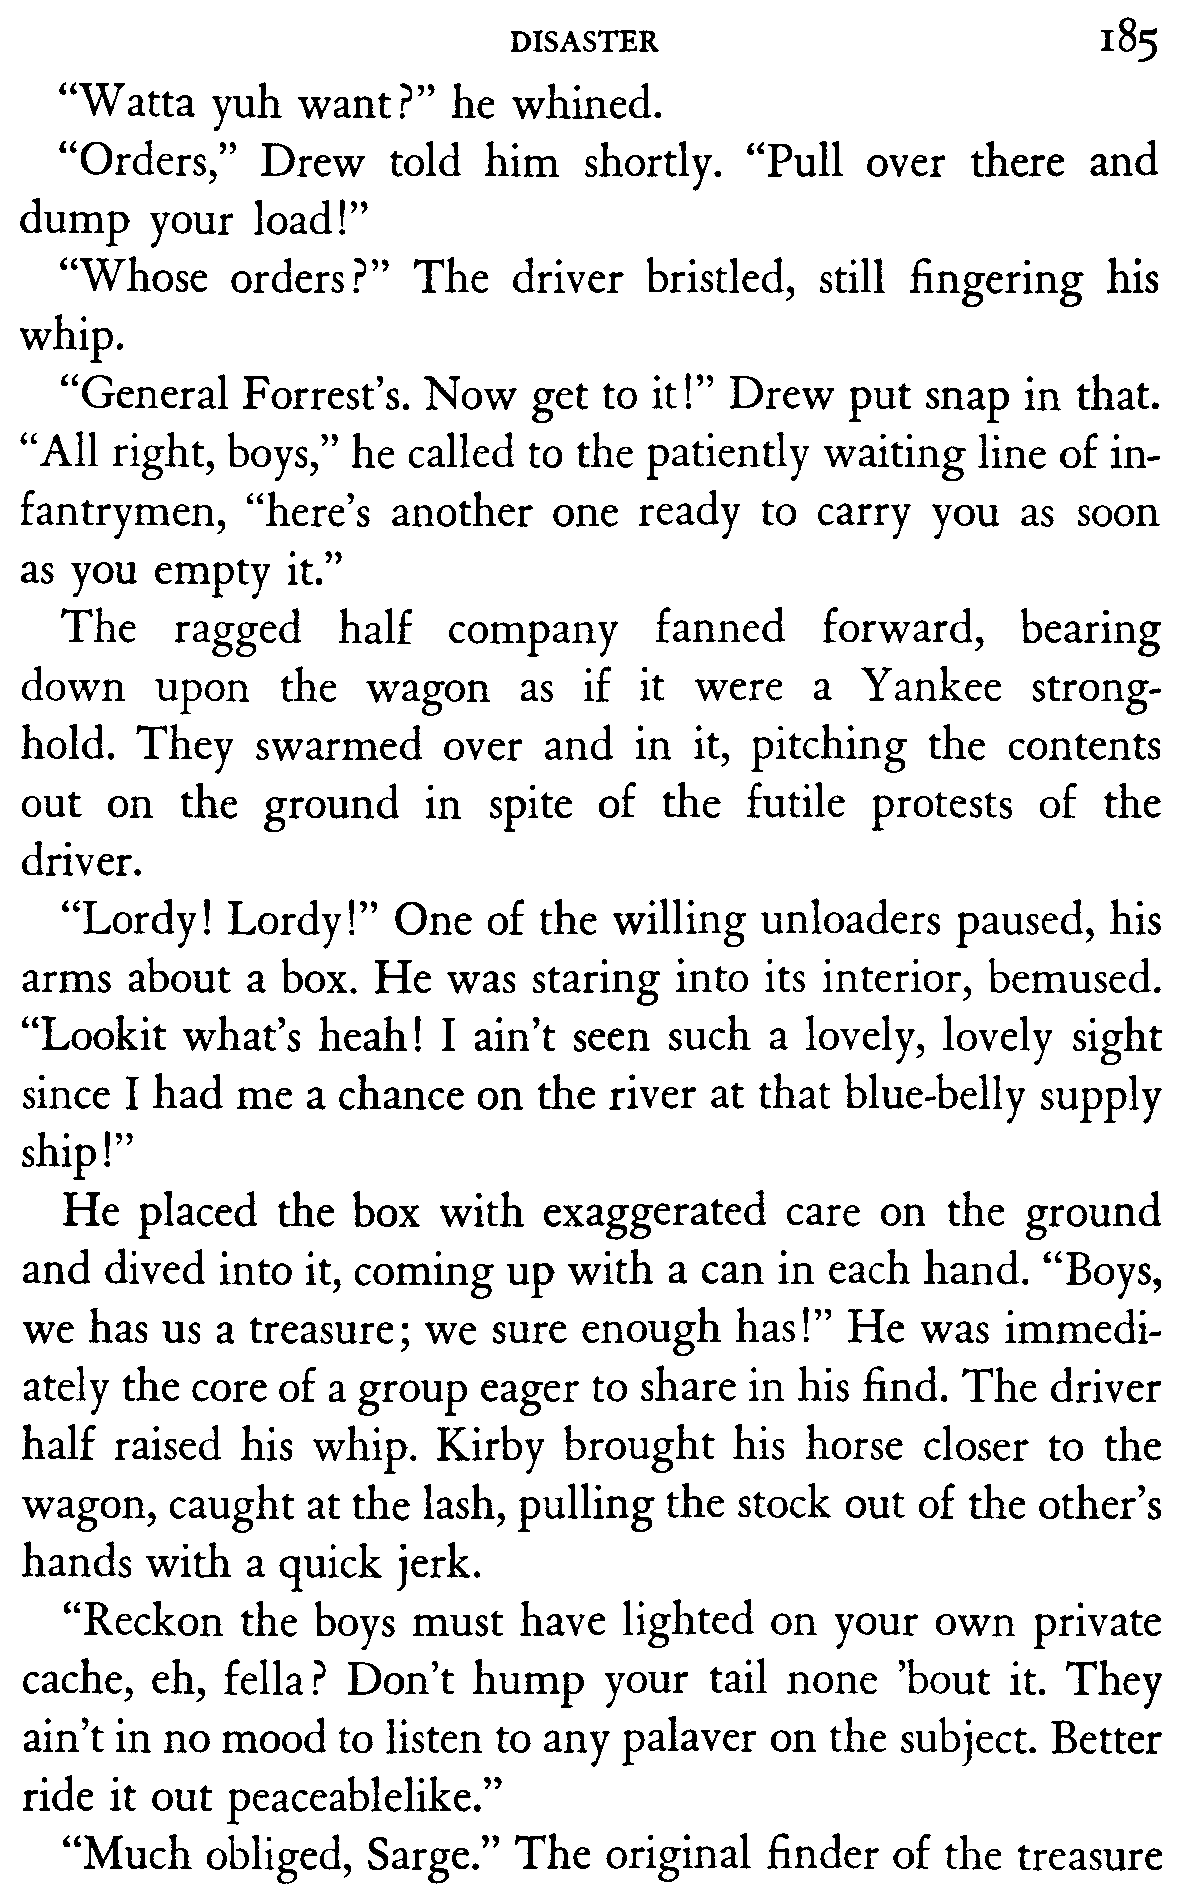 DISASTER 185
“Watta yuh want?” he whined.
“Orders,” Drew told him shortly. “Pull over there and
dump your load!”
“Whose orders?” The driver bristled, still fingering his
whip.
“General Forrest’s. Now get to it!” Drew put snap in that.
“All right, boys,” he called to the patiently waiting line of in-
fantrymen, “here’s another one ready to carry you as soon
as you empty it.”
The ragged half company fanned forward, bearing
down upon the wagon as if it were a Yankee strong-
hold. They swarmed over and in it, pitching the contents
out on the ground in spite of the futile protests of the
driver.
“Lordy! Lordy!” One of the willing unloaders paused, his
arms about a box. He was staring into its interior, bemused.
“Lookit what’s heah! I ain’t seen such a lovely, lovely sight
since I had me a chance on the river at that blue-belly supply
ship!”
He placed the box with exaggerated care on the ground
and dived into it, coming up with a can in each hand. “Boys,
we has us a treasure; we sure enough has!” He was immedi-
ately the core of a group eager to share in his find. The driver
half raised his whip. Kirby brought his horse closer to the
wagon, caught at the lash, pulling the stock out of the other’s
hands with a quick jerk.
“Reckon the boys must have lighted on your own private
cache, eh, fella? Don’t hump your tail none ’bout it. They
ain’t in no mood to listen to any palaver on the subject. Better
ride it out peaceablelike.”
“Much obliged, Sarge.” The original finder of the treasure